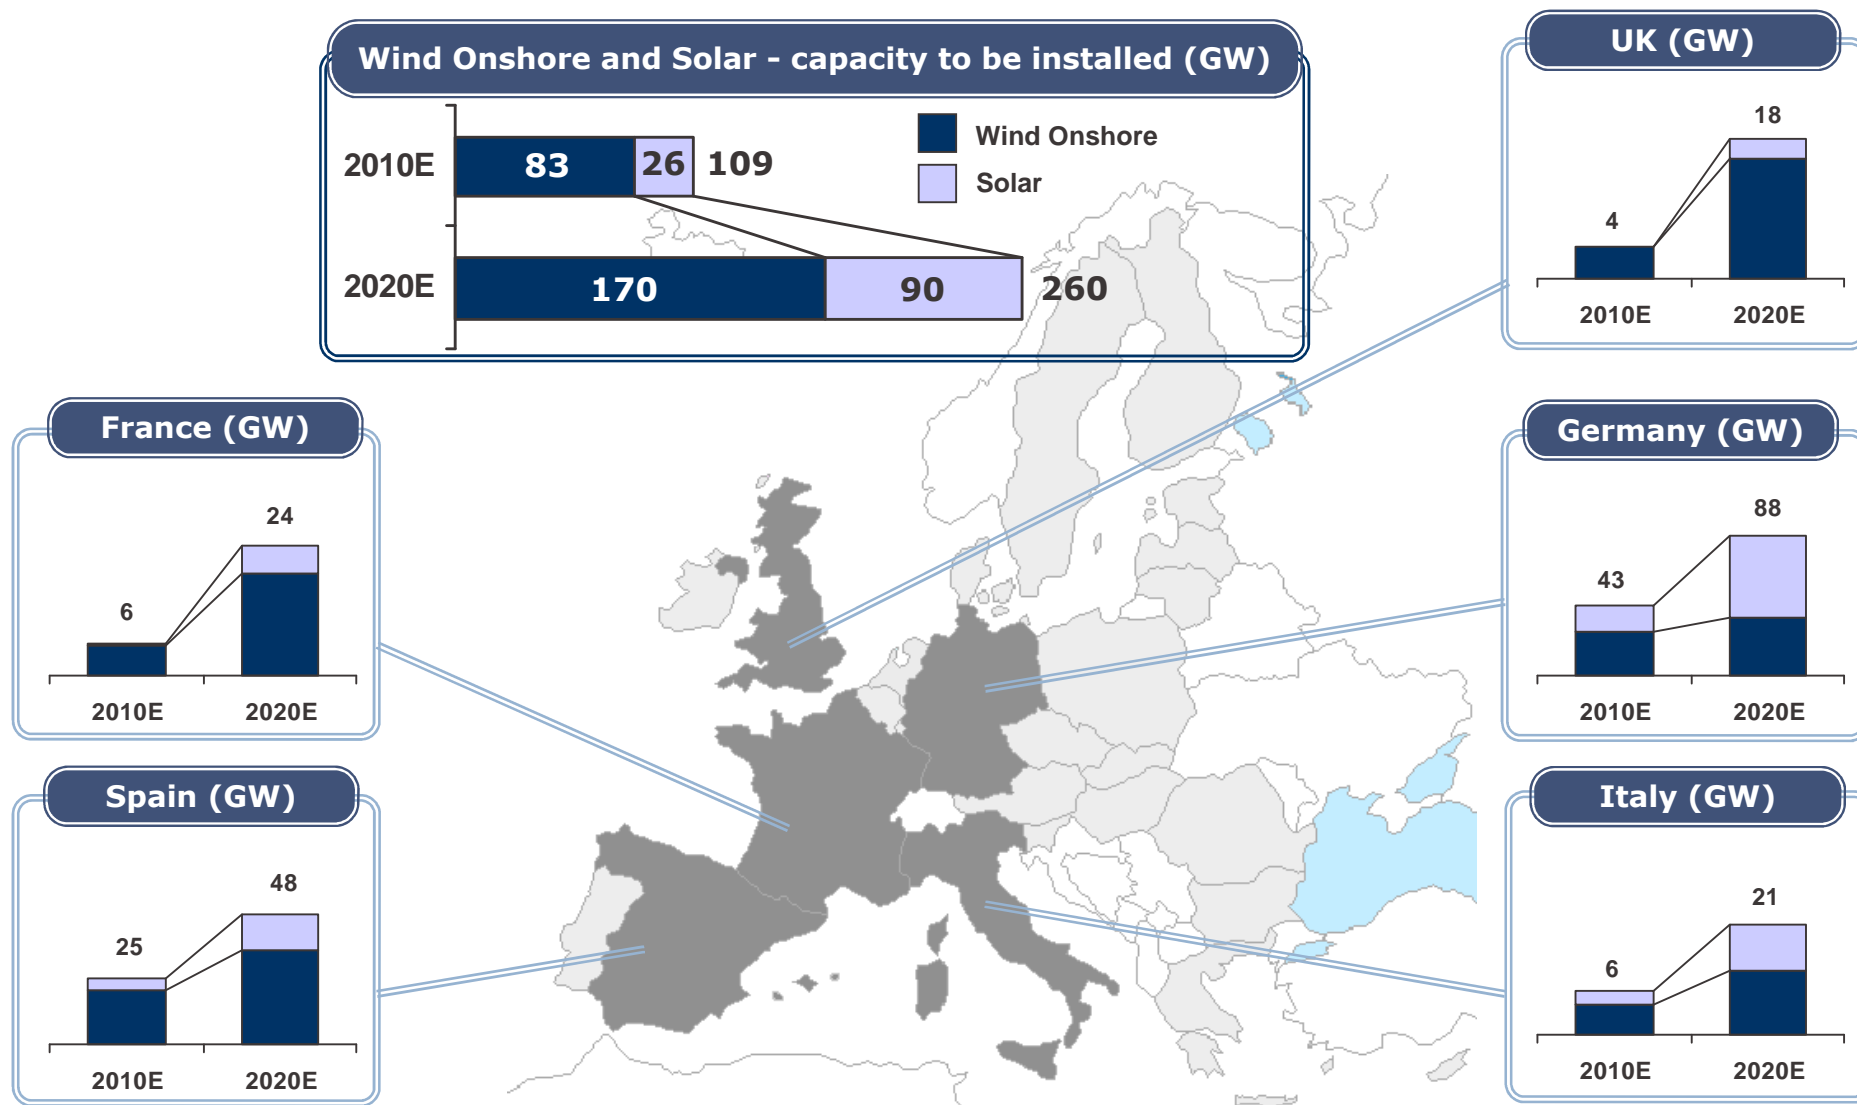 Wind Onshore and Solar - capacity to be installed (GW)
Wind Onshore
Solar
2010E 83 26 109
2020E 170 90 260
UK (GW)
4
18
2010E 2020E
France (GW)
6
24
2010E 2020E
Germany (GW)
43
88
2010E 2020E
Spain (GW)
25
48
2010E 2020E
Italy (GW)
6
21
2010E 2020E